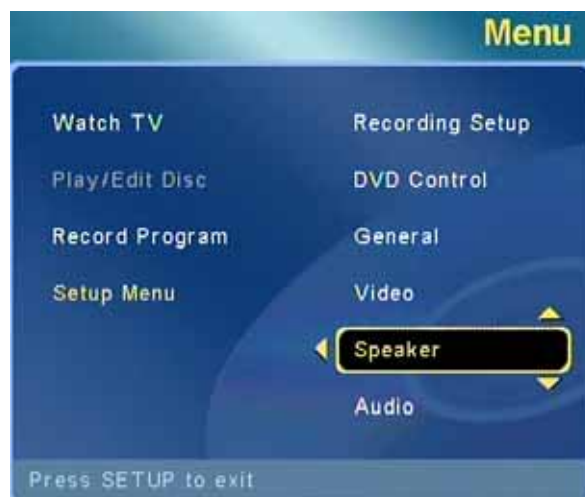 Menu
Watch TV
Play/Edit Disc
Record Program
Setup Menu
Recording Setup
DVD Control
General
Video
Speaker
Audio
Press SETUP to exit